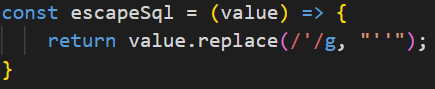 const escapeSql = (value) => {
    return value.replace(/'/g, "''");
}